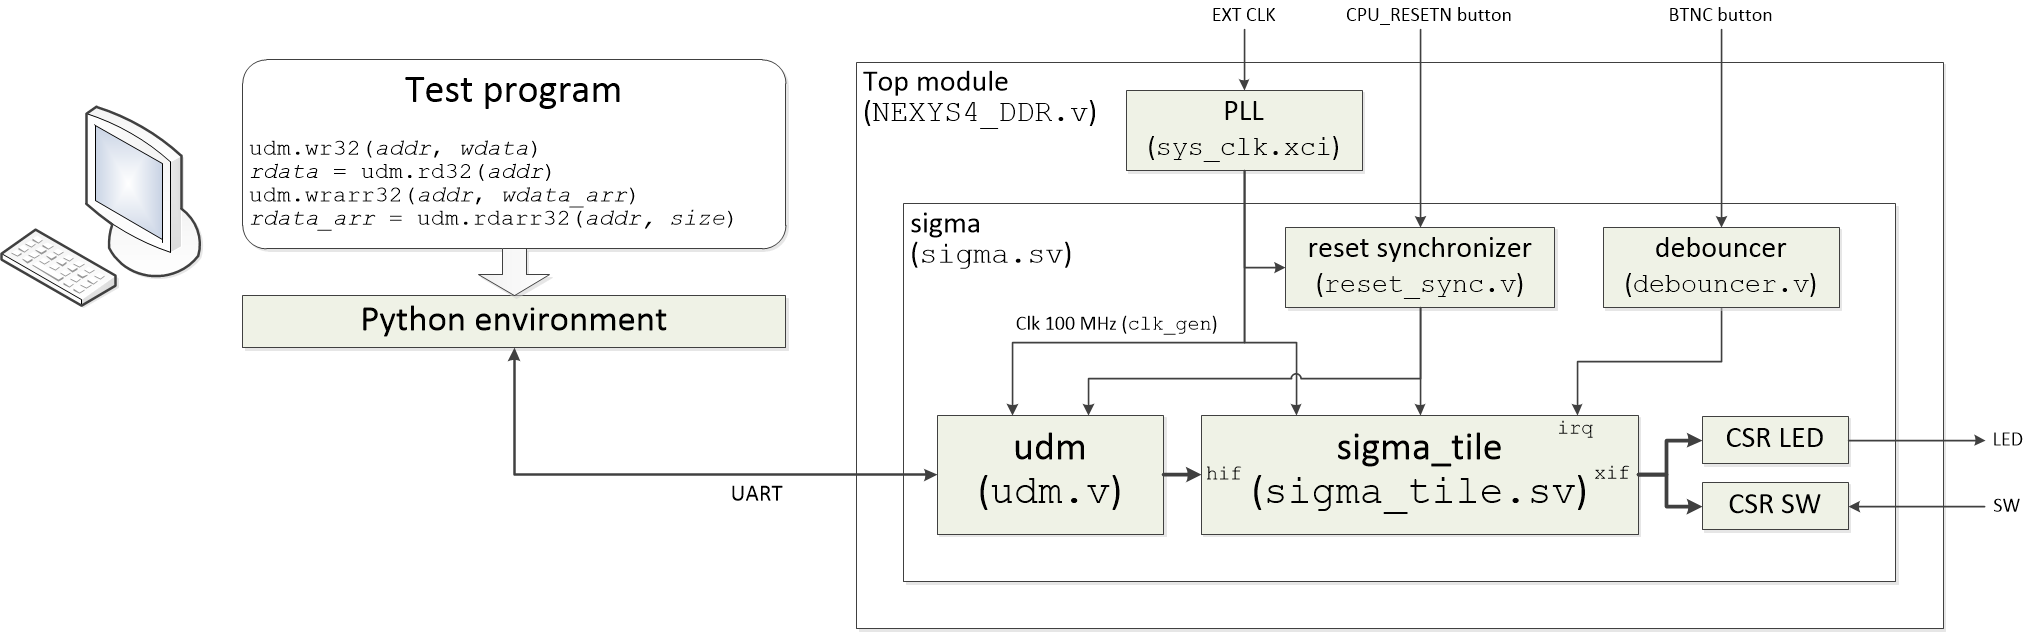 EXT CLK
CPU_RESETN button
BTNC button
Test program
udm.wr32(addr, wdata)
rdata = udm.rd32(addr)
udm.wrarr32(addr, wdata_arr)
rdata_arr = udm.rdarr32(addr, size)
Python environment
UART
Top module
(NEXYS4_DDR.v)
PLL
(sys_clk.xci)
sigma
(sigma.sv)
reset synchronizer
(reset_sync.v)
debouncer
(debouncer.v)
Clk 100 MHz (clk_gen)
udm
(udm.v)
hif
sigma_tile
(sigma_tile.sv)
irq
xif
CSR LED
LED
CSR SW
SW